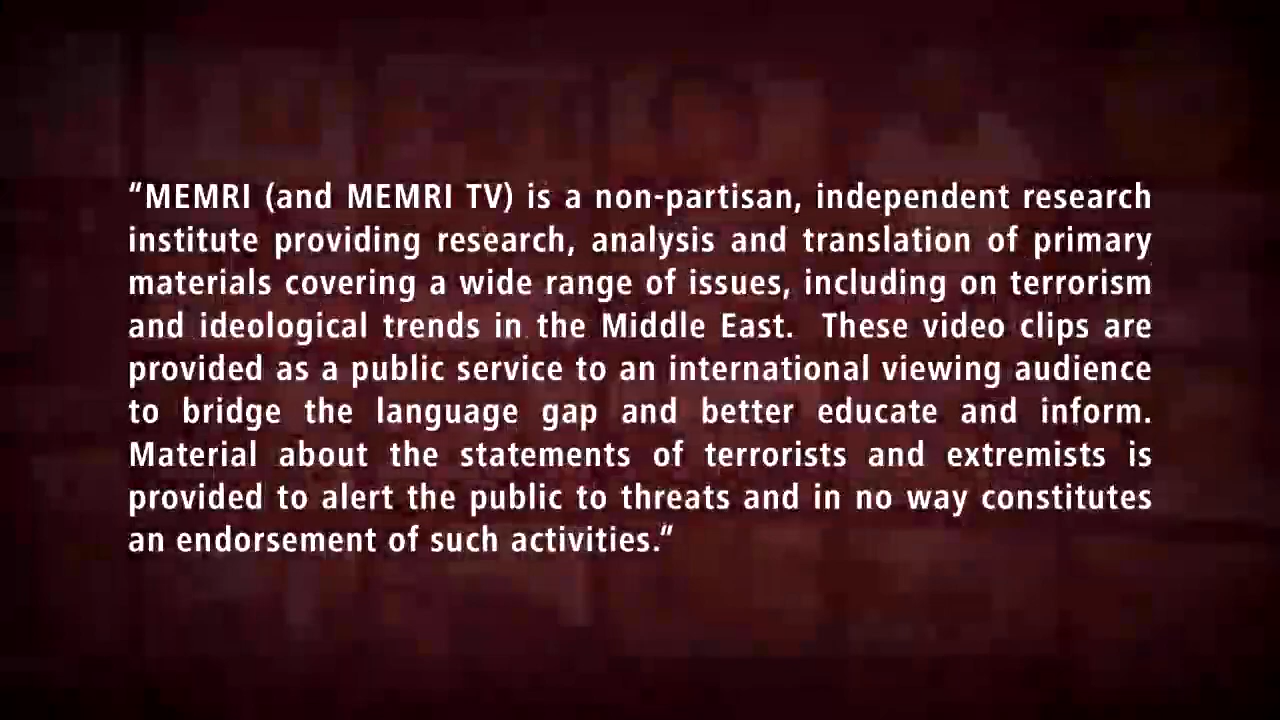 “MEMRI (and MEMRI TV) is a non-partisan, independent research
institute providing research, analysis and translation of primary
materials covering a wide range of issues, including on terrorism
and ideological trends in the Middle East.  These video clips are
provided as a public service to an international viewing audience
to bridge the language gap and better educate and inform.
Material about the statements of terrorists and extremists is
provided to alert the public to threats and in no way constitutes
an endorsement of such activities.”